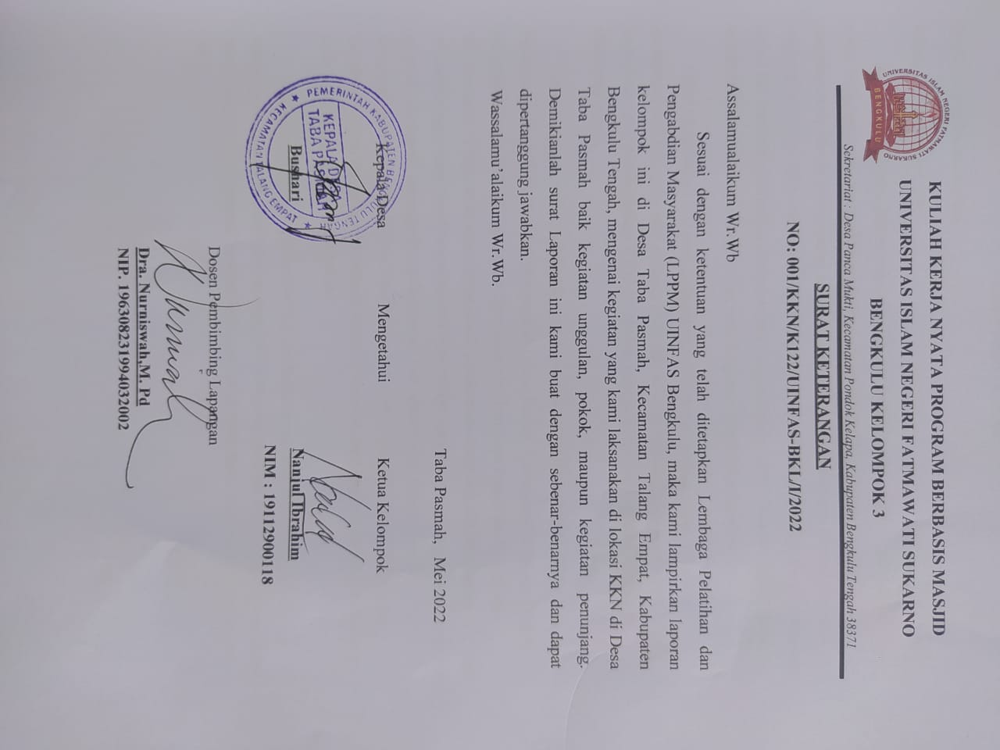 UNIVERSITAS ISLAM NEGERI FATMAWATI SUKARNO
BENGKULU
KULIAH KERJA NYATA PROGRAM BERBASIS MASJID
UNIVERSITAS ISLAM NEGERI FATMAWATI SUKARNO
BENGKULU KELOMPOK 3
Sekretariat : Desa Panca Mukti, Kecamatan Pondok Kelapa, Kabupaten Bengkulu Tengah 38371
SURAT KETERANGAN
NO: 001/KKN/K122/UINFAS-BKL/I/2022
Assalamualaikum Wr.Wb
Sesuai dengan ketentuan yang telah ditetapkan Lembaga Pelatihan dan
Pengabdian Masyarakat (LPPM) UINFAS Bengkulu, maka kami lampirkan laporan
kelompok ini di Desa Taba Pasmah, Kecamatan Talang Empat, Kabupaten
Bengkulu Tengah, mengenai kegiatan yang kami laksanakan di lokasi KKN di Desa
Taba Pasmah baik kegiatan unggulan, pokok, maupun kegiatan penunjang.
Demikianlah surat Laporan ini kami buat dengan sebenar-benarnya dan dapat
dipertanggung jawabkan.
Wassalamu'alaikum Wr.Wb.
Taba Pasmah, Mei 2022
Kepala Desa Mengetahui Ketua Kelompok
PEMERINTAH KABUPATEN BENGKULU TENGAH
KEPALA DESA
TABA PASMAH
KECAMATAN TALANG EMPAT
Bushari Nanjul Ibrahim
NIM : 19112900118
Dosen Pembimbing Lapangan
Dra. Nurniswah,M. Pd
NIP. 196308231994032002